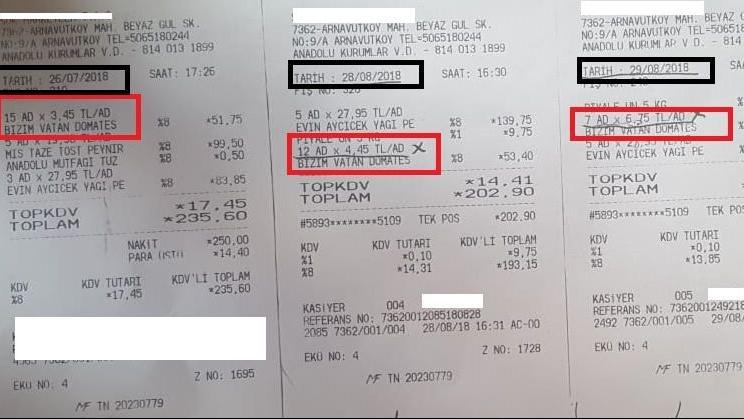 7362-ARNAVUTKOY MAH. BEYAZ GUL SK.
NO:9/A ARNAVUTKOY TEL=5065180244
ANADOLU KURUMLAR V.D. - 814 013 1899
TARIH : 26/07/2018 SAAT: 17:26
15 AD x 3,45 TL/AD
BIZIM VATAN DOMATES %8 *51,75
MIS TAZE TOST PEYNIR %8 *99,50
ANADOLU MUTFAGI TUZ %8 *0,50
3 AD x 27,95 TL/AD
EVIN AYCICEK YAGI PE %8 *83,85
TOPKDV *17.45
TOPLAM *235.60
NAKIT *250,00
PARA USTU *14,40
KDV KDV TUTARI KDV'LI TOPLAM
%8 *17,45 *235,60
EKU NO: 4 Z NO: 1695
MF TN 20230779
7362-ARNAVUTKOY MAH. BEYAZ GUL SK.
NO:9/A ARNAVUTKOY TEL=5065180244
ANADOLU KURUMLAR V.D. - 814 013 1899
TARIH : 28/08/2018 SAAT: 16:30
5 AD x 27,95 TL/AD
EVIN AYCICEK YAGI PE %8 *139,75
PIYALE UN 5 KG %1 *9,75
12 AD x 4,45 TL/AD x
BIZIM VATAN DOMATES %8 *53,40
TOPKDV *14.41
TOPLAM *202.90
#5893********5109 TEK POS *202,90
KDV KDV TUTARI KDV'LI TOPLAM
%1 *0,10 *9,75
%8 *14,31 *193,15
KASIYER 004
REFERANS NO: 73620012085180828
2085 7362/001/004 28/08/18 16:31 AC-00
EKU NO: 4 Z NO: 1728
MF TN 20230779
7362-ARNAVUTKOY MAH. BEYAZ
NO:9/A ARNAVUTKOY TEL=5065180
ANADOLU KURUMLAR V.D. - 814 0
TARIH : 29/08/2018 SAAT:
PIYALE UN 5 KG
7 AD x 6,75 TL/AD x
BIZIM VATAN DOMATES
EVIN AYCICEK YAGI PE
TOPKDV
TOPLAM
#5893********5109 TEK
KDV KDV TUTARI
%1 *0,10
%8 *13,85
KASIYER 005
REFERANS NO: 7362001249218
2492 7362/001/005 29/08
EKU NO: 4
MF TN 20230779